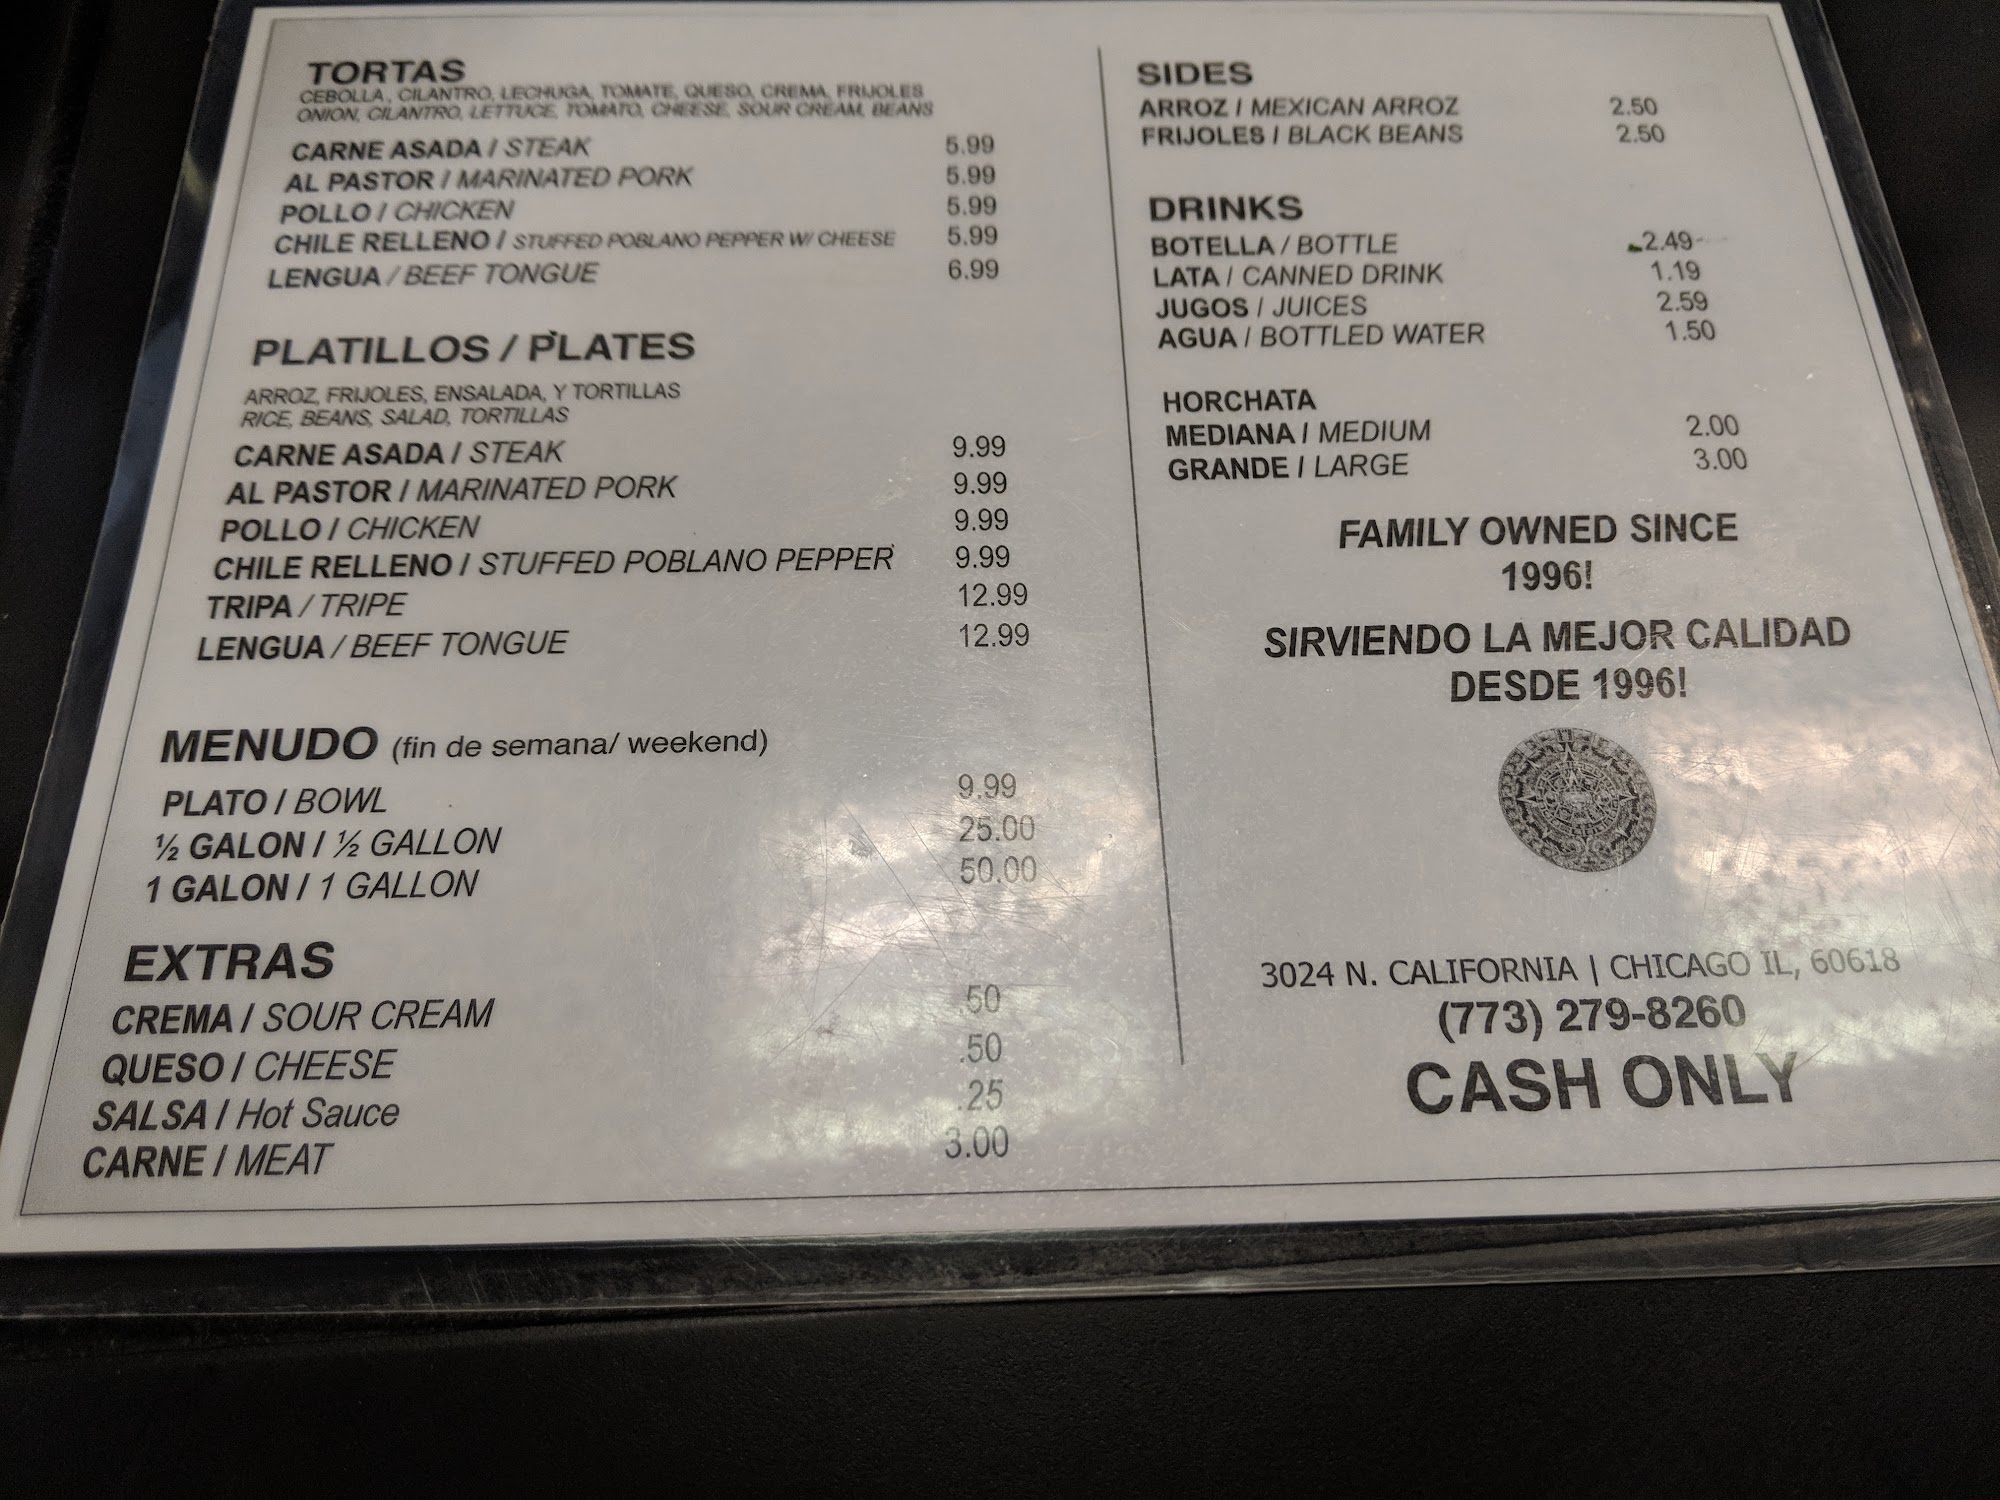 TORTAS
CEBOLLA, CILANTRO, LECHUGA, TOMATE, QUESO, CREMA, FRIJOLES
ONION, CILANTRO, LETTUCE, TOMATO, CHEESE, SOUR CREAM, BEANS
CARNE ASADA / STEAK 5.99
AL PASTOR / MARINATED PORK 5.99
POLLO / CHICKEN 5.99
CHILE RELLENO / STUFFED POBLANO PEPPER W/ CHEESE 5.99
LENGUA / BEEF TONGUE 6.99
PLATILLOS / PLATES
ARROZ, FRIJOLES, ENSALADA, Y TORTILLAS
RICE, BEANS, SALAD, TORTILLAS
CARNE ASADA / STEAK 9.99
AL PASTOR / MARINATED PORK 9.99
POLLO / CHICKEN 9.99
CHILE RELLENO / STUFFED POBLANO PEPPER 9.99
TRIPA / TRIPE 12.99
LENGUA / BEEF TONGUE 12.99
MENUDO (fin de semana/ weekend)
PLATO / BOWL 9.99
½ GALON / ½ GALLON 25.00
1 GALON / 1 GALLON 50.00
EXTRAS
CREMA / SOUR CREAM .50
QUESO / CHEESE .50
SALSA / Hot Sauce .25
CARNE / MEAT 3.00
SIDES
ARROZ / MEXICAN ARROZ 2.50
FRIJOLES / BLACK BEANS 2.50
DRINKS
BOTELLA / BOTTLE 2.49
LATA / CANNED DRINK 1.19
JUGOS / JUICES 2.59
AGUA / BOTTLED WATER 1.50
HORCHATA
MEDIANA / MEDIUM 2.00
GRANDE / LARGE 3.00
FAMILY OWNED SINCE
1996!
SIRVIENDO LA MEJOR CALIDAD
DESDE 1996!
3024 N. CALIFORNIA | CHICAGO IL, 60618
(773) 279-8260
CASH ONLY